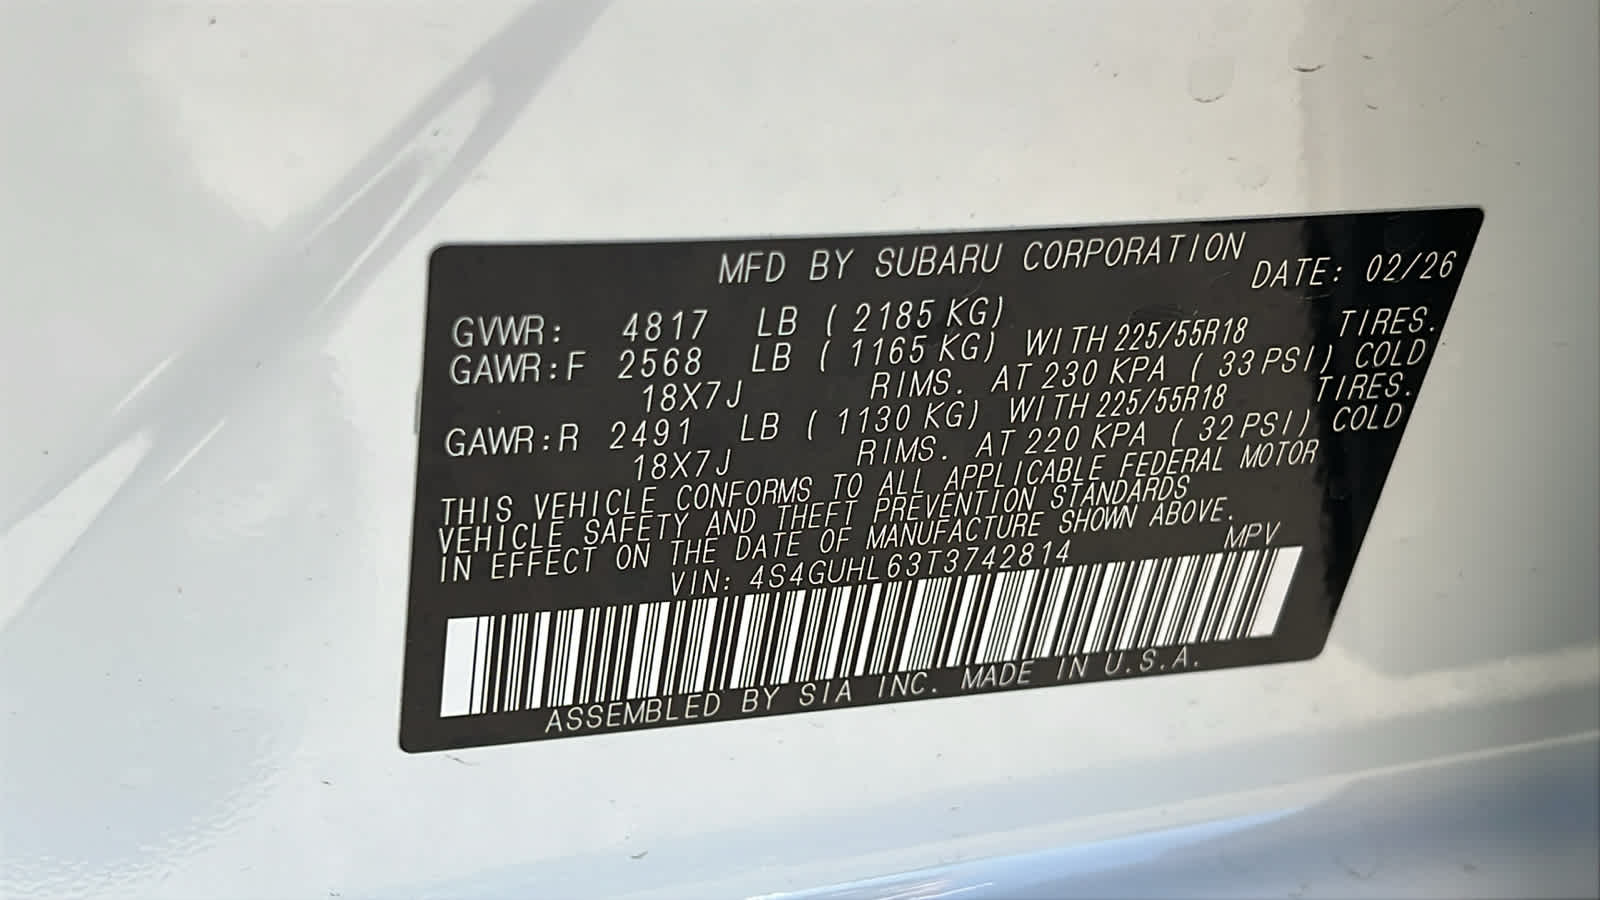 MFD BY SUBARU CORPORATION DATE: 02/26
GVWR: 4817 LB ( 2185 KG)
GAWR:F 2568 LB ( 1165 KG) WITH 225/55R18 TIRES.
18X7J RIMS. AT 230 KPA ( 33 PSI) COLD
GAWR:R 2491 LB ( 1130 KG) WITH 225/55R18 TIRES.
18X7J RIMS. AT 220 KPA ( 32 PSI) COLD
THIS VEHICLE CONFORMS TO ALL APPLICABLE FEDERAL MOTOR
VEHICLE SAFETY AND THEFT PREVENTION STANDARDS
IN EFFECT ON THE DATE OF MANUFACTURE SHOWN ABOVE.
VIN: 4S4GUHL63T3742814 MPV
ASSEMBLED BY SIA INC. MADE IN U.S.A.